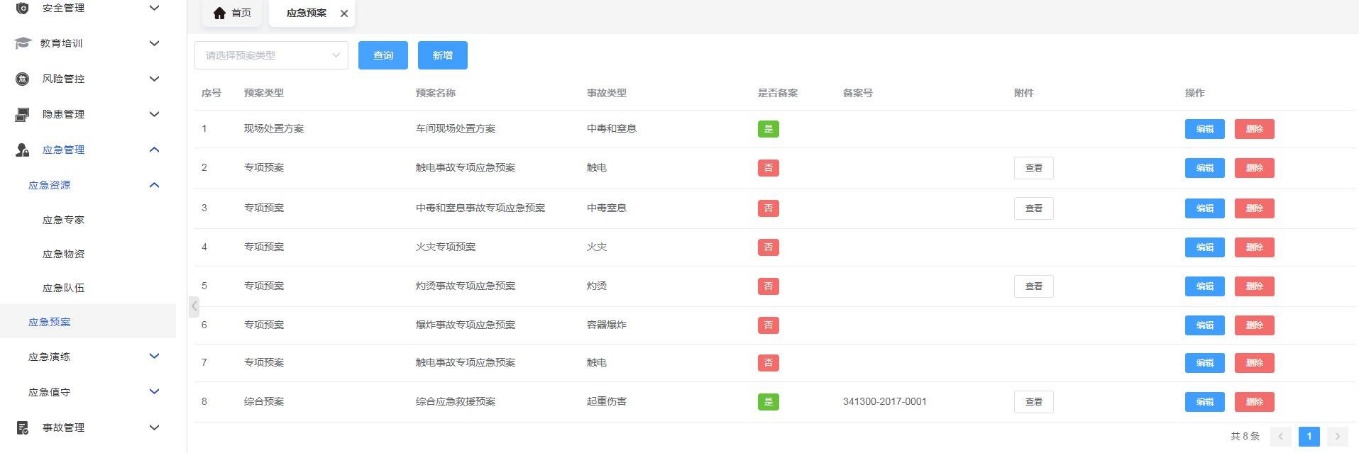 安全管理
教育培训
风险管控
隐患管理
应急管理
应急资源
应急专家
应急物资
应急队伍
应急预案
应急演练
应急值守
事故管理
首页 应急预案
请选择预案类型 查询 新增
序号 预案类型 预案名称 事故类型 是否备案 备案号 附件 操作
1 现场处置方案 车间现场处置方案 中毒和窒息 是 编辑 删除
2 专项预案 触电事故专项应急预案 触电 否 查看 编辑 删除
3 专项预案 中毒和窒息事故专项应急预案 中毒窒息 否 查看 编辑 删除
4 专项预案 火灾专项预案 火灾 否 编辑 删除
5 专项预案 灼烫事故专项应急预案 灼烫 否 查看 编辑 删除
6 专项预案 爆炸事故专项应急预案 容器爆炸 否 编辑 删除
7 专项预案 触电事故专项应急预案 触电 否 编辑 删除
8 综合预案 综合应急救援预案 起重伤害 是 341300-2017-0001 查看 编辑 删除
共 8 条 1